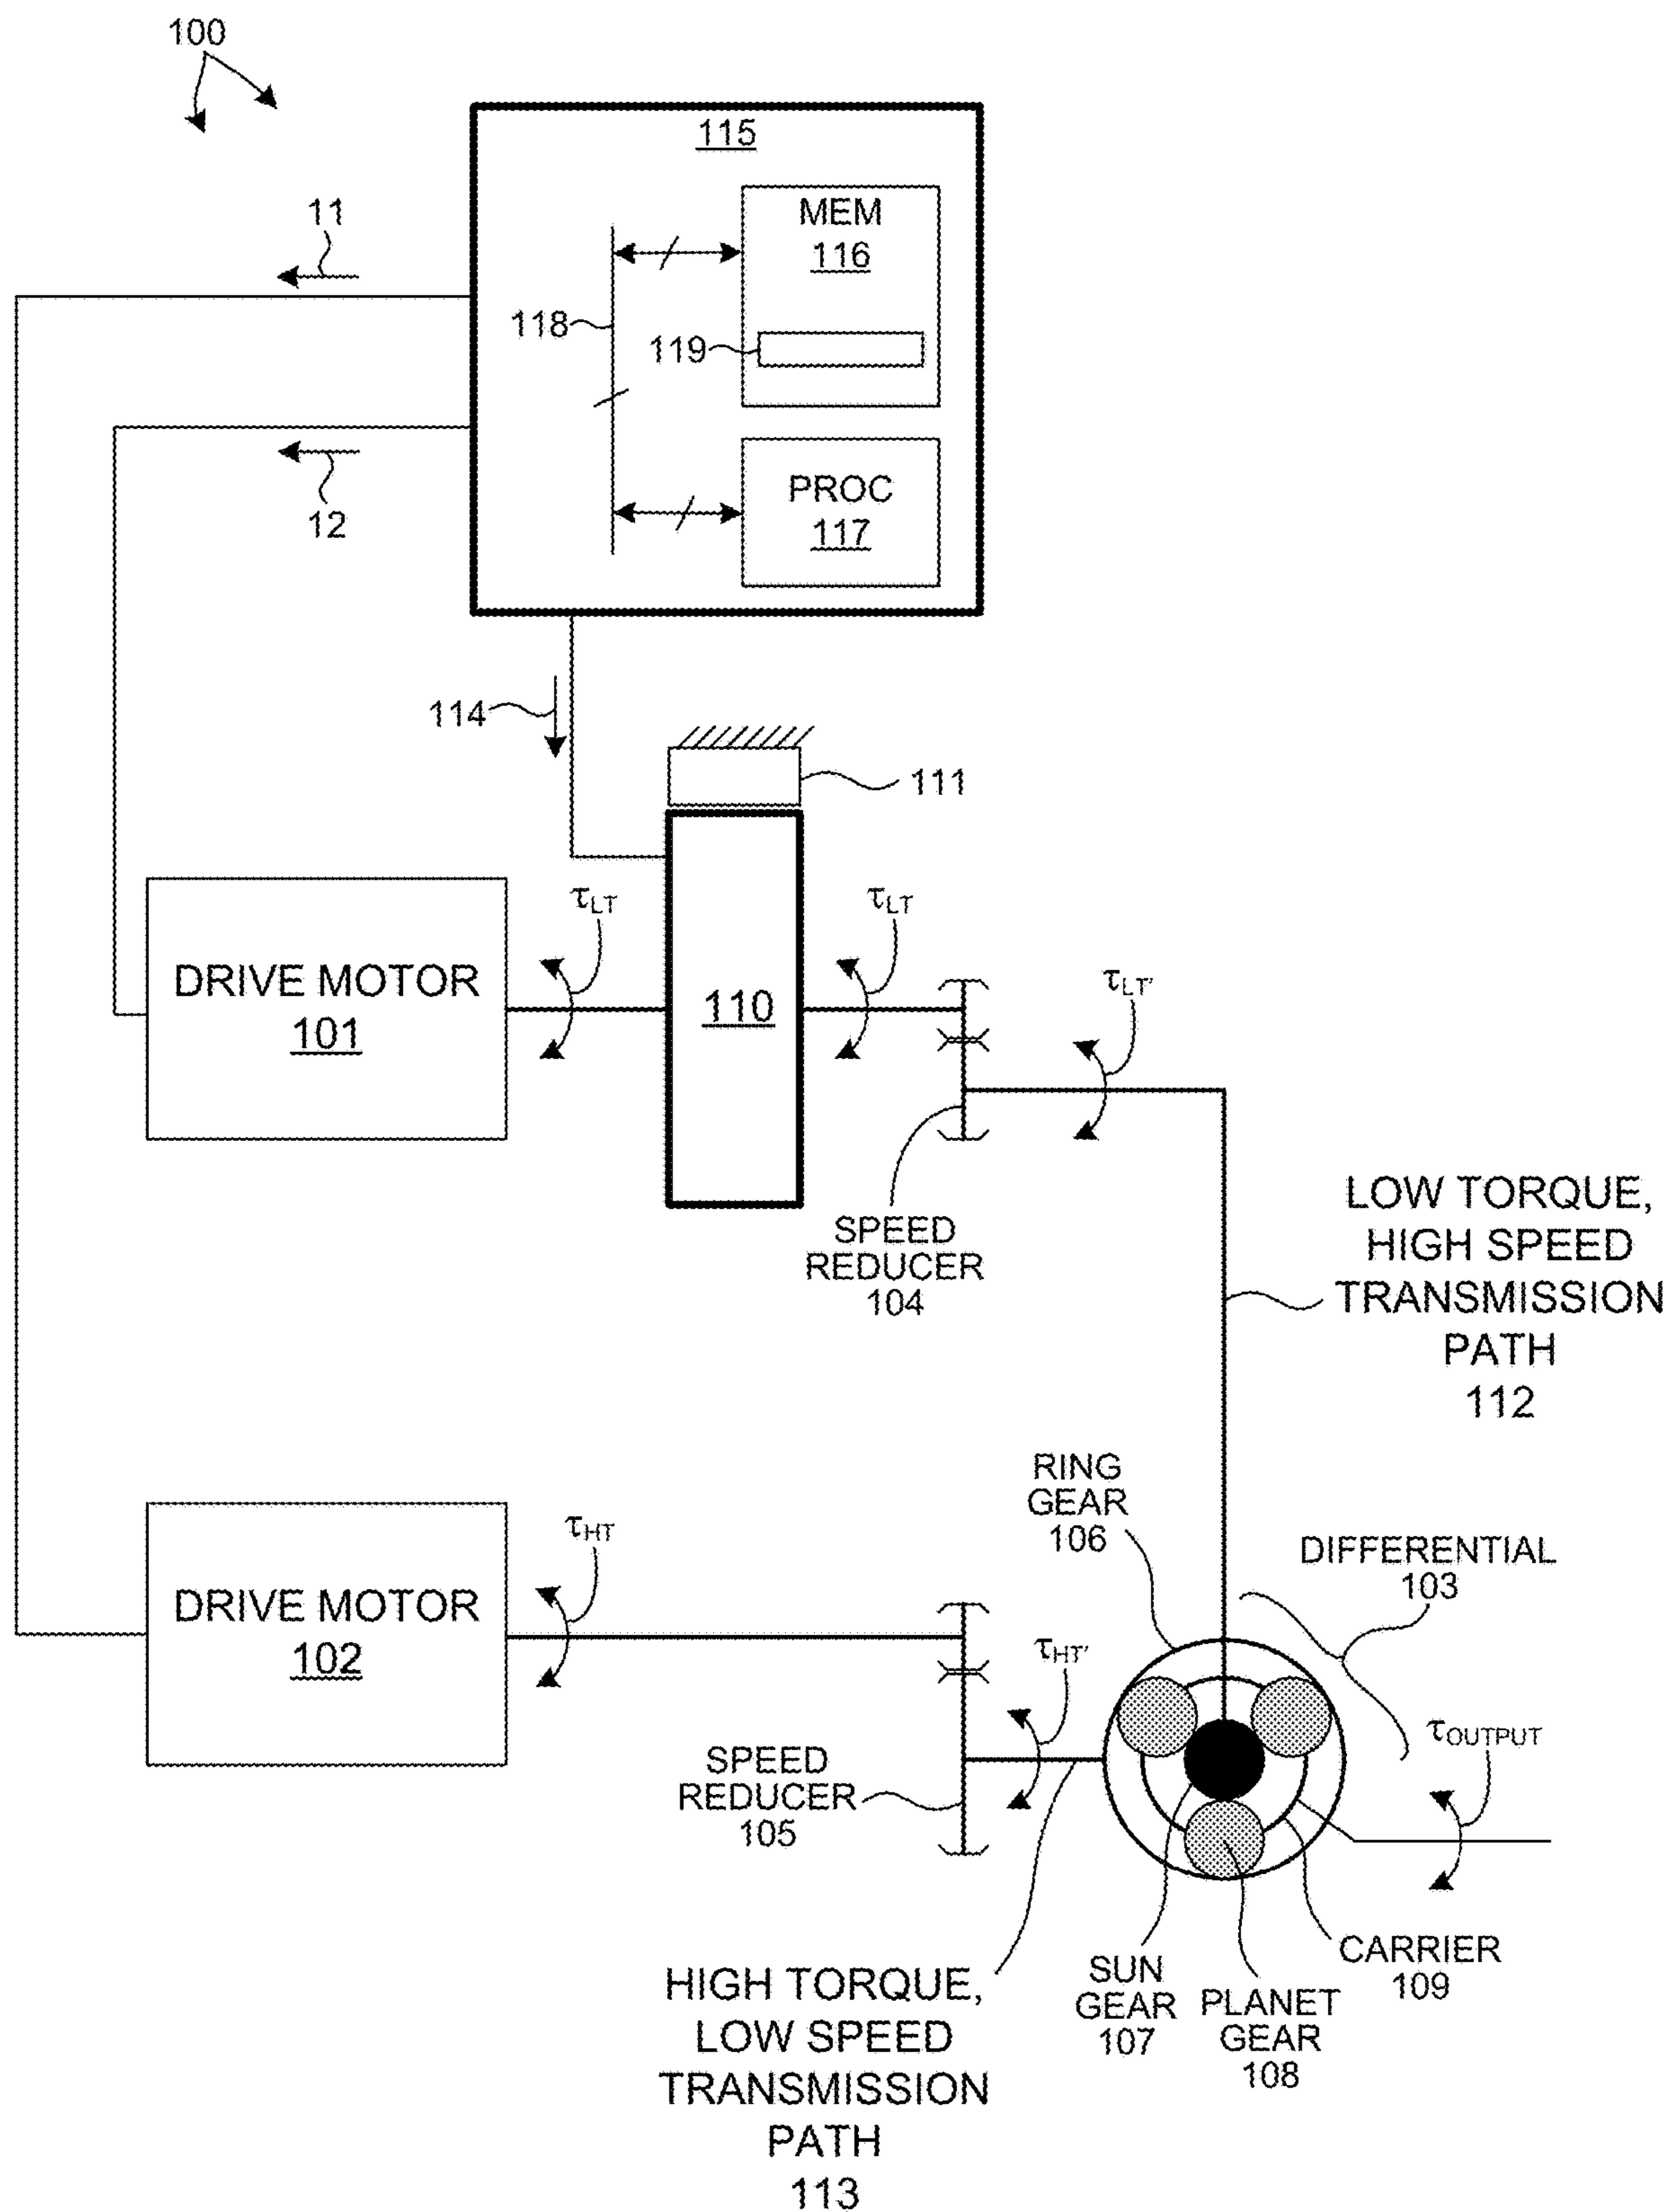 100
115
MEM
116
11
118
119
12
PROC
117
114
111
τLT
τLT
τLT'
DRIVE MOTOR
101
110
SPEED
REDUCER
104
LOW TORQUE,
HIGH SPEED
TRANSMISSION
PATH
112
RING
GEAR
106
DIFFERENTIAL
103
τHT
DRIVE MOTOR
102
τHT'
τOUTPUT
SPEED
REDUCER
105
CARRIER
109
SUN
GEAR
107
PLANET
GEAR
108
HIGH TORQUE,
LOW SPEED
TRANSMISSION
PATH
113